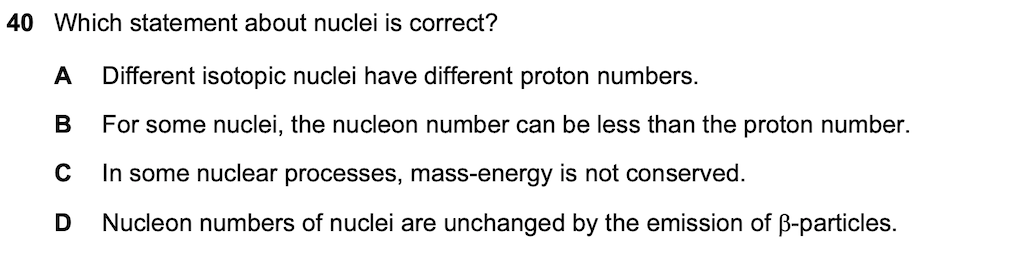 40 Which statement about nuclei is correct?
A Different isotopic nuclei have different proton numbers.
B For some nuclei, the nucleon number can be less than the proton number.
C In some nuclear processes, mass-energy is not conserved.
D Nucleon numbers of nuclei are unchanged by the emission of β-particles.